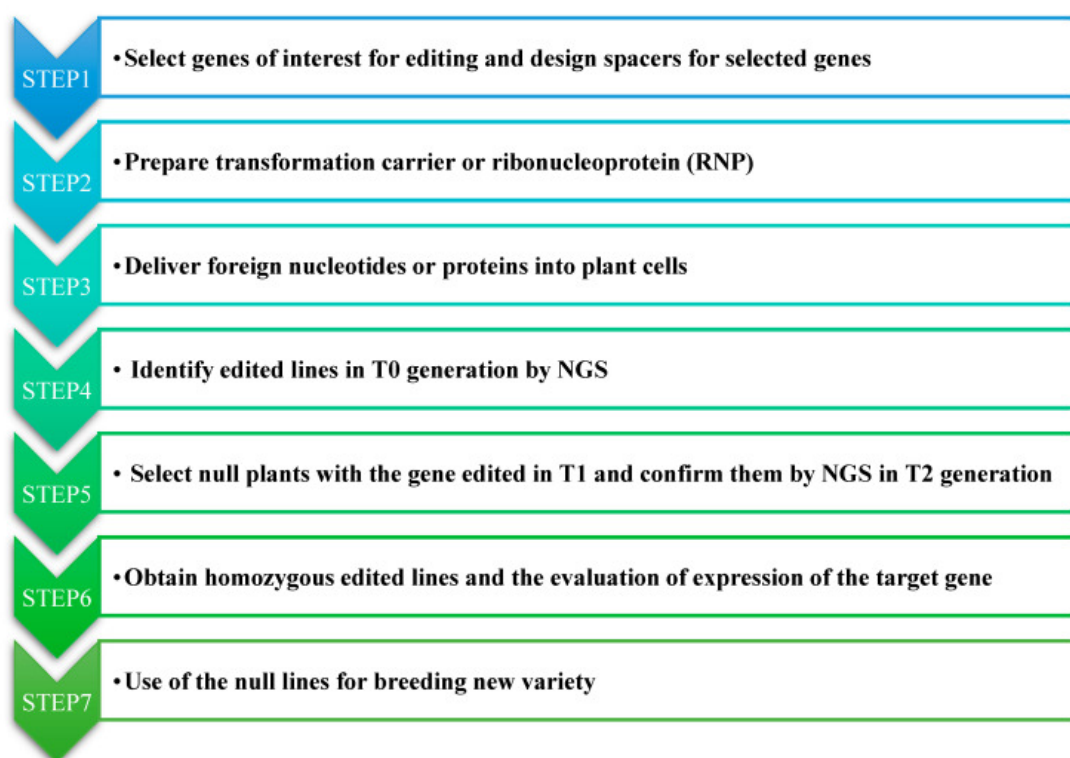 STEP1
•Select genes of interest for editing and design spacers for selected genes
STEP2
•Prepare transformation carrier or ribonucleoprotein (RNP)
STEP3
•Deliver foreign nucleotides or proteins into plant cells
STEP4
• Identify edited lines in T0 generation by NGS
STEP5
• Select null plants with the gene edited in T1 and confirm them by NGS in T2 generation
STEP6
•Obtain homozygous edited lines and the evaluation of expression of the target gene
STEP7
•Use of the null lines for breeding new variety